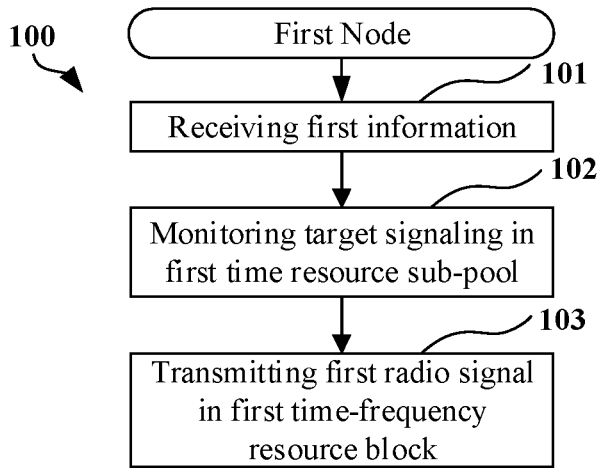 First Node
100
101
Receiving first information
102
Monitoring target signaling in
first time resource sub-pool
103
Transmitting first radio signal
in first time-frequency
resource block